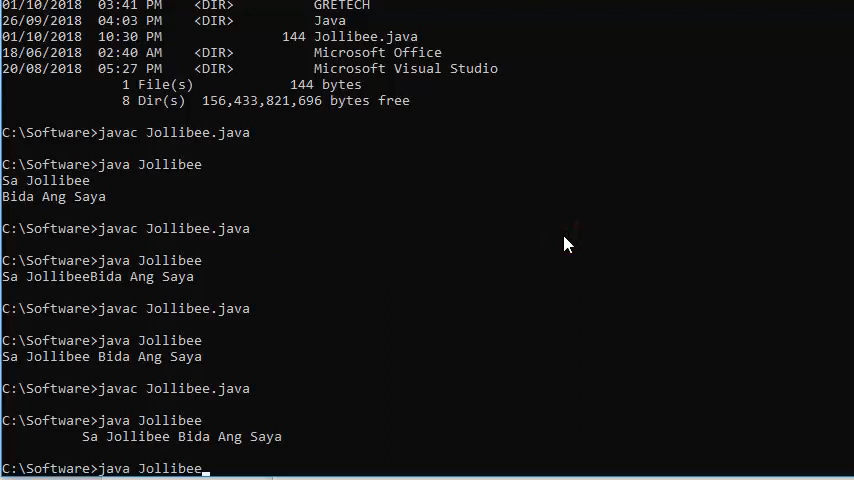 01/10/2018  03:41 PM    <DIR>          GRETECH
26/09/2018  04:03 PM    <DIR>          Java
01/10/2018  10:30 PM               144 Jollibee.java
18/06/2018  02:40 AM    <DIR>          Microsoft Office
20/08/2018  05:27 PM    <DIR>          Microsoft Visual Studio
               1 File(s)            144 bytes
               8 Dir(s)  156,433,821,696 bytes free
C:\Software>javac Jollibee.java
C:\Software>java Jollibee
Sa Jollibee
Bida Ang Saya
C:\Software>javac Jollibee.java
C:\Software>java Jollibee
Sa JollibeeBida Ang Saya
C:\Software>javac Jollibee.java
C:\Software>java Jollibee
Sa Jollibee Bida Ang Saya
C:\Software>javac Jollibee.java
C:\Software>java Jollibee
          Sa Jollibee Bida Ang Saya
C:\Software>java Jollibee